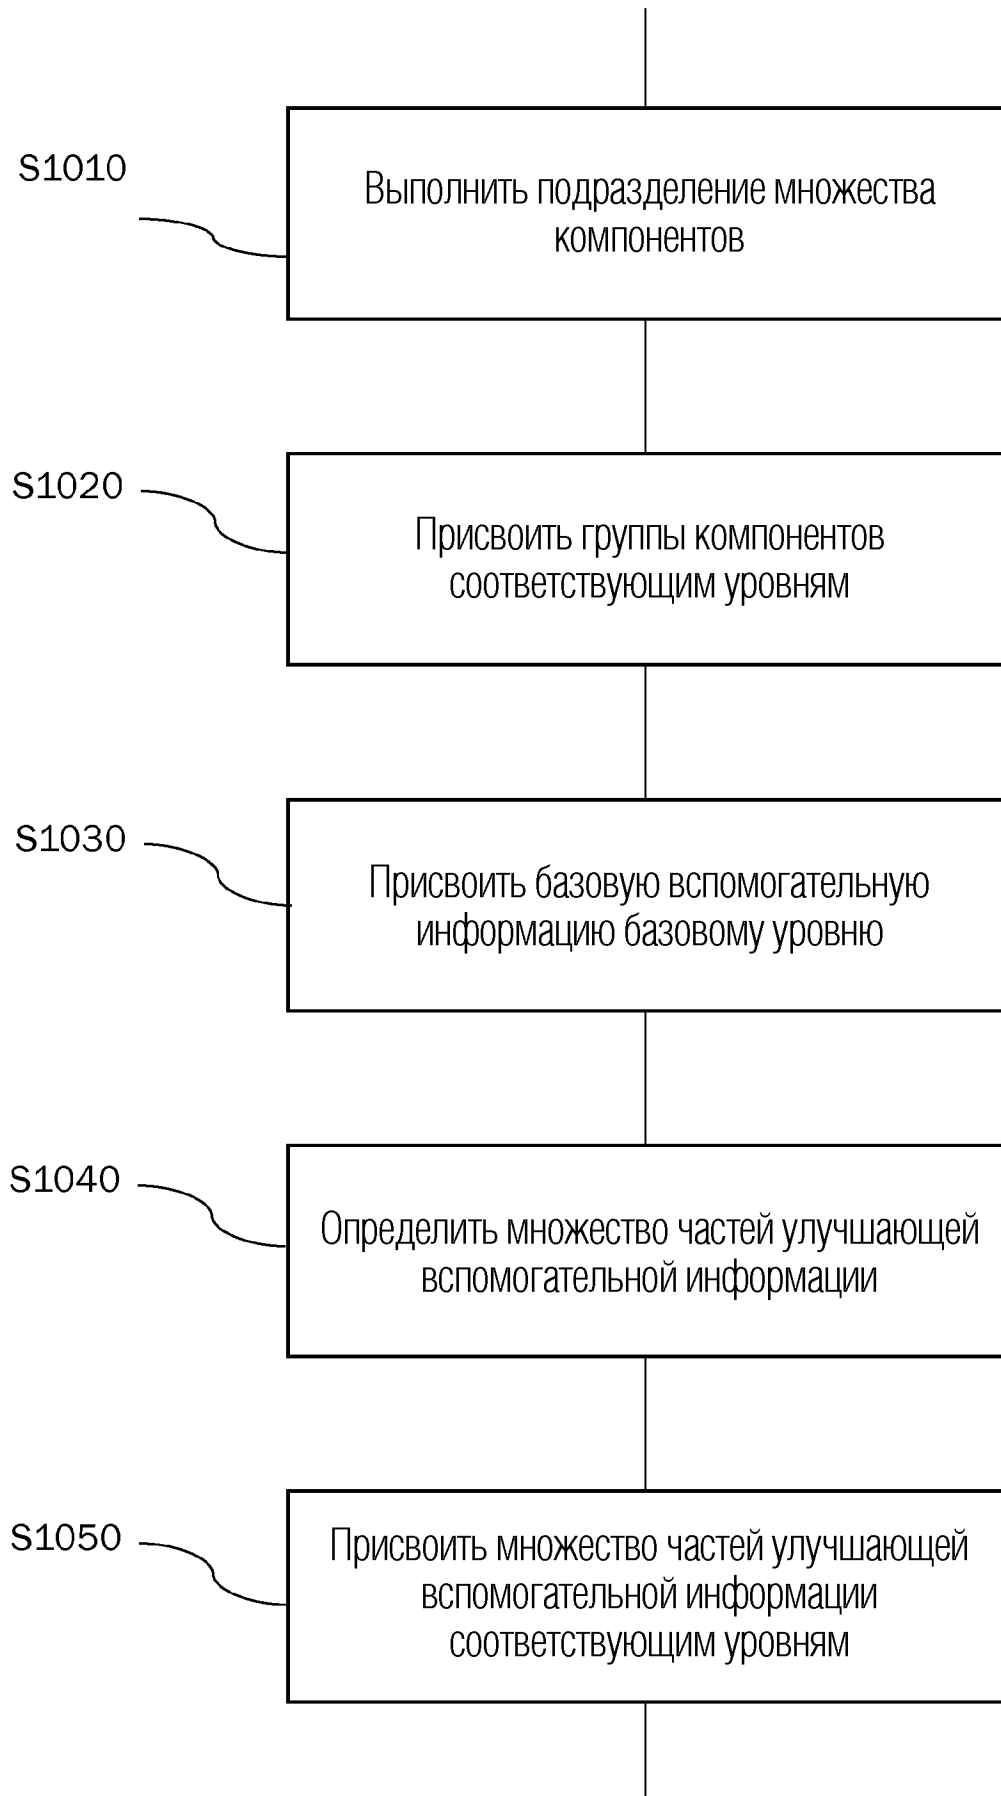 S1010
Выполнить подразделение множества
компонентов
S1020
Присвоить группы компонентов
соответствующим уровням
S1030
Присвоить базовую вспомогательную
информацию базовому уровню
S1040
Определить множество частей улучшающей
вспомогательной информации
S1050
Присвоить множество частей улучшающей
вспомогательной информации
соответствующим уровням